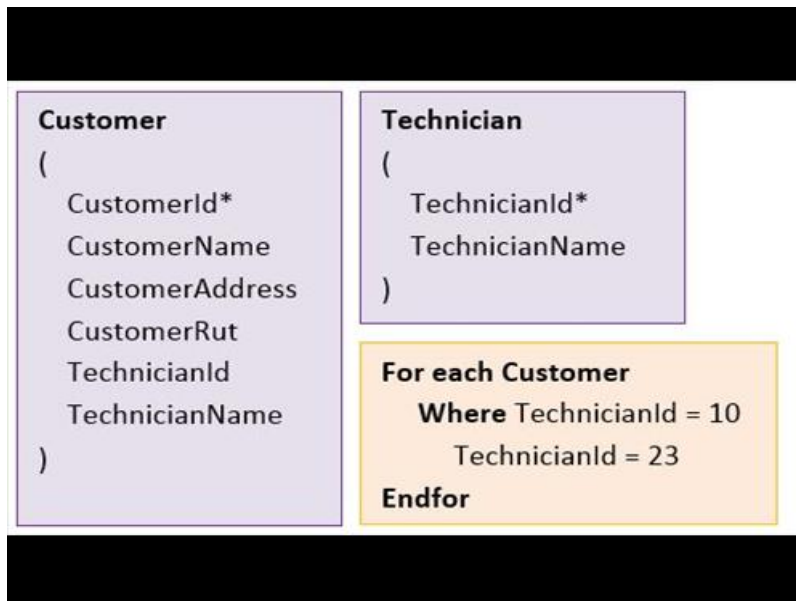 Customer
(
CustomerId*
CustomerName
CustomerAddress
CustomerRut
TechnicianId
TechnicianName
)
Technician
(
TechnicianId*
TechnicianName
)
For each Customer
Where TechnicianId = 10
TechnicianId = 23
Endfor